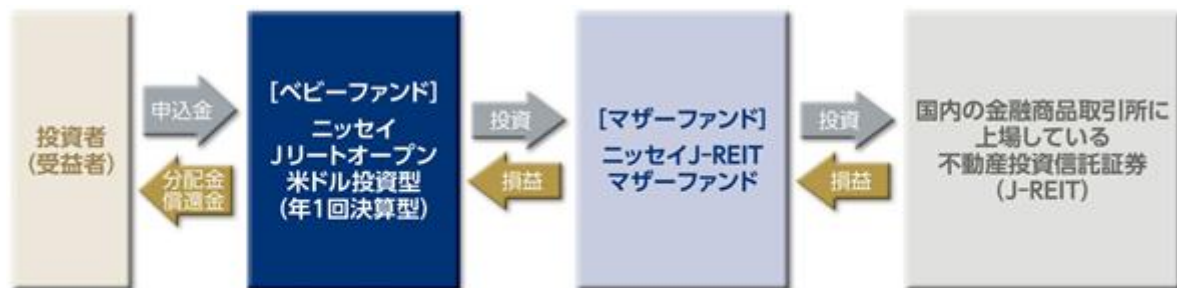 投資者
(受益者)
申込金
分配金
償還金
[ベビーファンド]
ニッセイ
Jリートオープン
米ドル投資型
(年1回決算型)
投資
損益
[マザーファンド]
ニッセイJ-REIT
マザーファンド
投資
損益
国内の金融商品取引所に
上場している
不動産投資信託証券
(J-REIT)